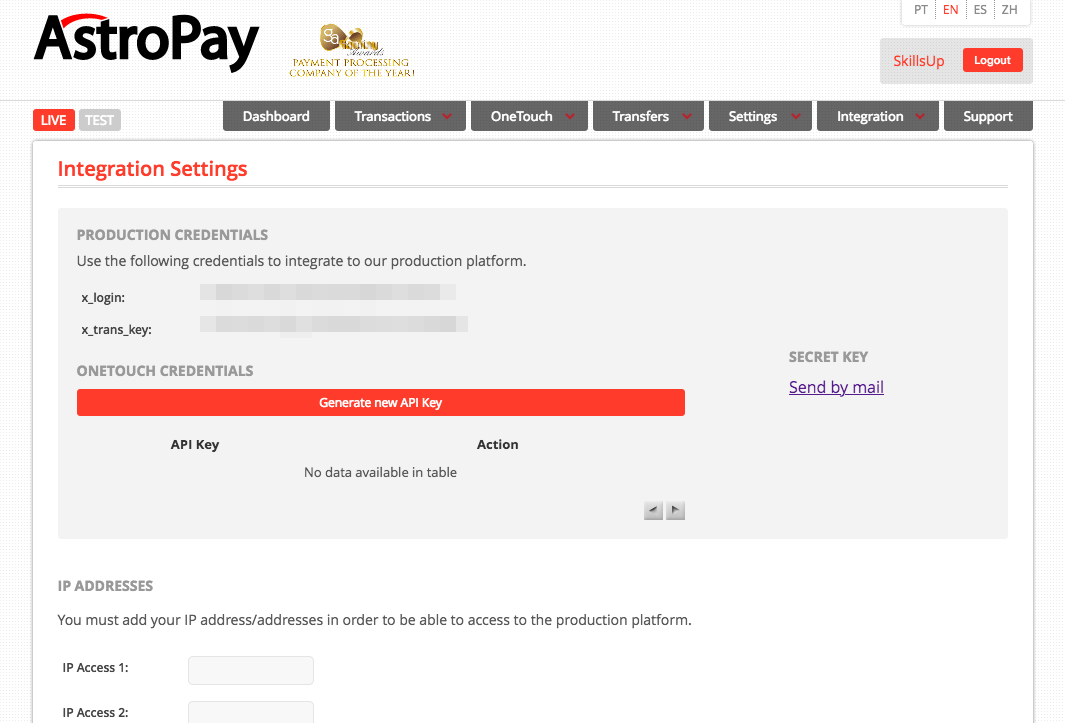 AstroPay
PAYMENT PROCESSING
COMPANY OF THE YEAR!
PT EN ES ZH
SkillsUp Logout
LIVE TEST
Dashboard Transactions OneTouch Transfers Settings Integration Support
Integration Settings
PRODUCTION CREDENTIALS
Use the following credentials to integrate to our production platform.
x_login:
x_trans_key:
ONETOUCH CREDENTIALS
Generate new API Key
API Key Action
No data available in table
SECRET KEY
Send by mail
IP ADDRESSES
You must add your IP address/addresses in order to be able to access to the production platform.
IP Access 1:
IP Access 2: